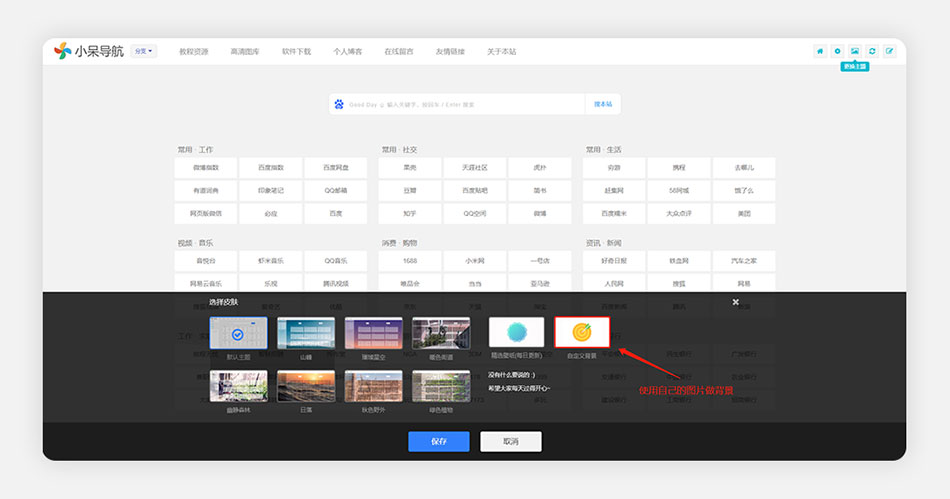 小呆导航
分类
教程资源 高清图库 软件下载 个人博客 在线留言 友情链接 关于本站
更换主题
Good Day
输入关键字，敲回车 / Enter 搜索
搜本站
常用 · 工作 常用 · 社交 常用 · 生活
微博指数 百度指数 百度网盘 果壳 天涯社区 虎扑 穷游 携程 去哪儿
有道词典 印象笔记 QQ邮箱 豆瓣 百度贴吧 简书 赶集网 58同城 饿了么
网页版微信 必应 百度 知乎 QQ空间 微博 百度糯米 大众点评 美团
视频 · 音乐 消费 · 购物 资讯 · 新闻
音悦台 虾米音乐 QQ音乐 1688 小米网 一号店 好奇日报 铁血网 汽车之家
网易云音乐 乐视 腾讯视频 唯品会 当当 亚马逊 人民网 搜狐 网易
选择皮肤
默认主题 山峰 璀璨星空 暖色街道 精选壁纸(每日更新) 自定义背景
没有什么要说的 :)
希望大家每天过得开心~
使用自己的图片做背景
幽静森林 日落 秋色野外 绿色植物
保存 取消